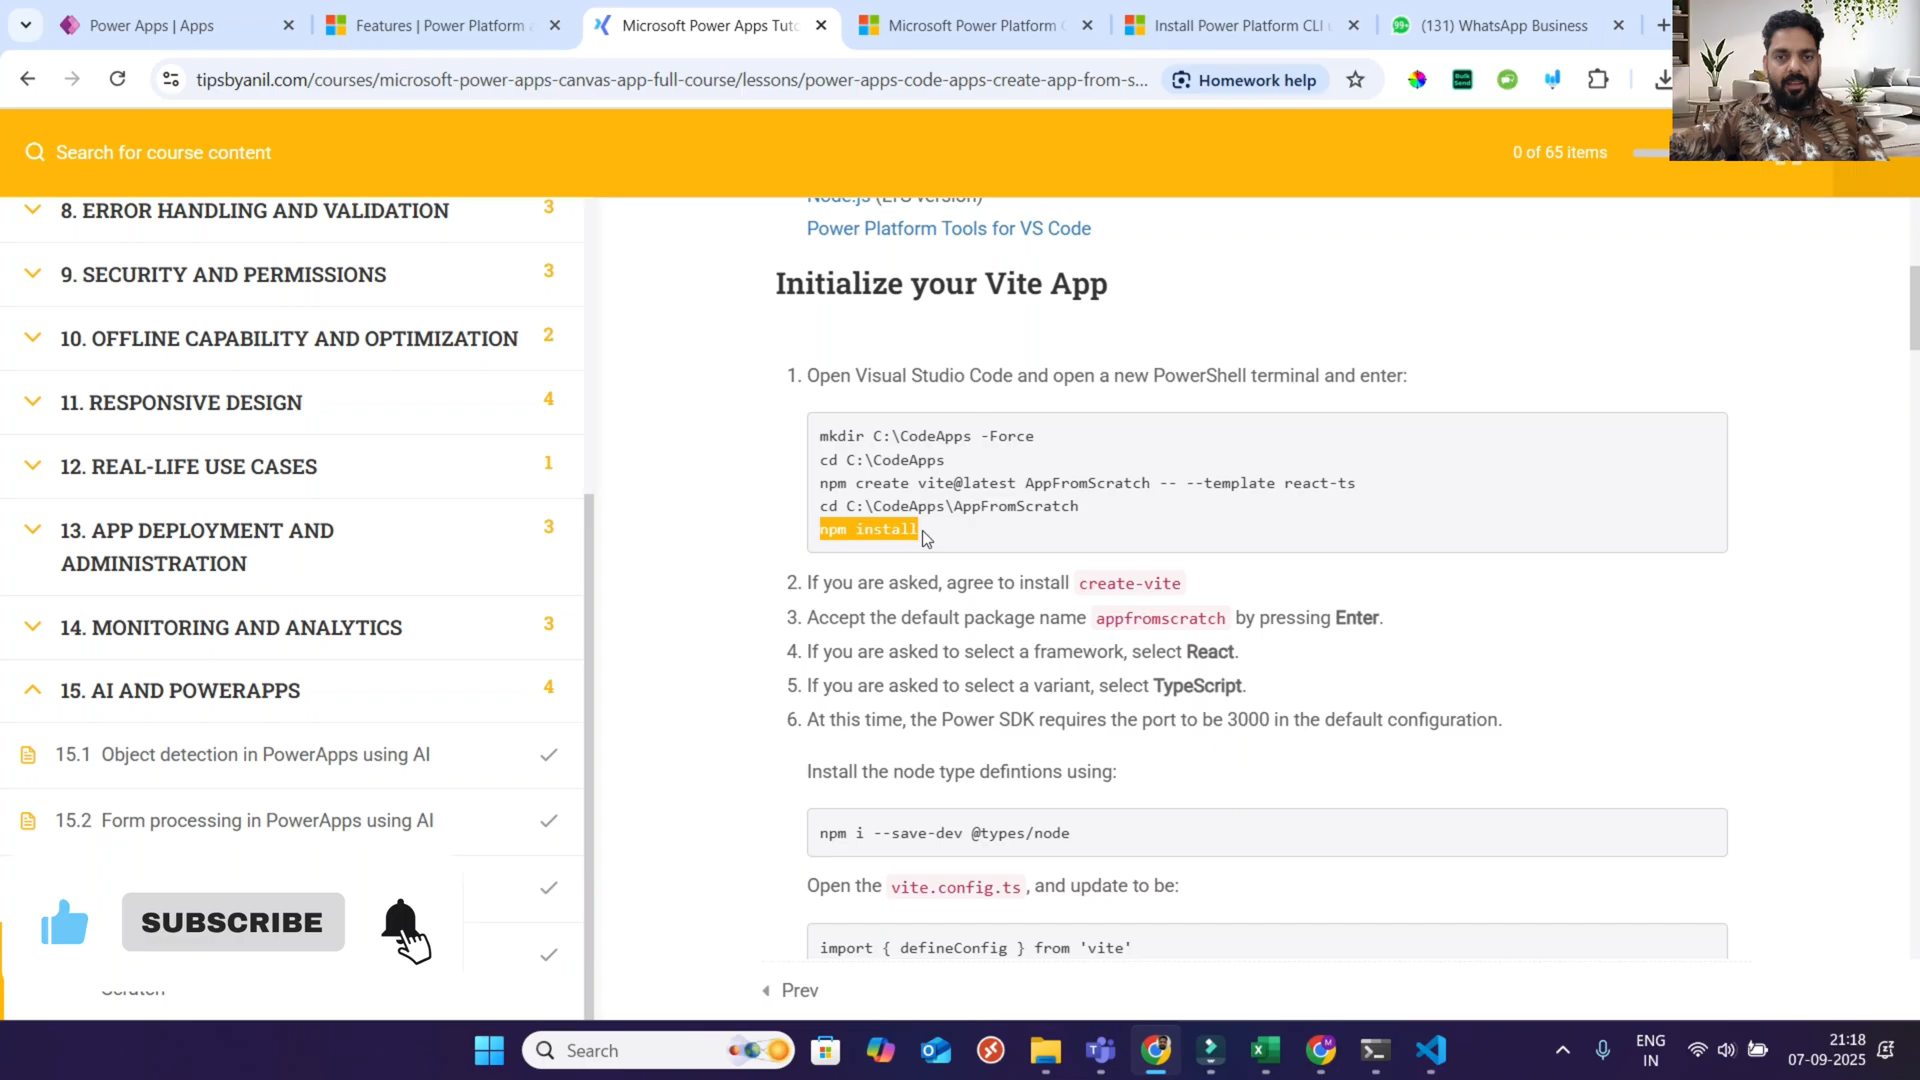 Power Apps | Apps
Features | Power Platform a
Microsoft Power Apps Tuto
Microsoft Power Platform C
Install Power Platform CLI u
(131) WhatsApp Business
tipsbyanil.com/courses/microsoft-power-apps-canvas-app-full-course/lessons/power-apps-code-apps-create-app-from-s...
Homework help
Search for course content
0 of 65 items
8. ERROR HANDLING AND VALIDATION 3
9. SECURITY AND PERMISSIONS 3
10. OFFLINE CAPABILITY AND OPTIMIZATION 2
11. RESPONSIVE DESIGN 4
12. REAL-LIFE USE CASES 1
13. APP DEPLOYMENT AND 3
ADMINISTRATION
14. MONITORING AND ANALYTICS 3
15. AI AND POWERAPPS 4
15.1 Object detection in PowerApps using AI
15.2 Form processing in PowerApps using AI
SUBSCRIBE
Node.js (LTS version)
Power Platform Tools for VS Code
Initialize your Vite App
1. Open Visual Studio Code and open a new PowerShell terminal and enter:
mkdir C:\CodeApps -Force
cd C:\CodeApps
npm create vite@latest AppFromScratch -- --template react-ts
cd C:\CodeApps\AppFromScratch
npm install
2. If you are asked, agree to install create-vite
3. Accept the default package name appfromscratch by pressing Enter.
4. If you are asked to select a framework, select React.
5. If you are asked to select a variant, select TypeScript.
6. At this time, the Power SDK requires the port to be 3000 in the default configuration.
Install the node type defintions using:
npm i --save-dev @types/node
Open the vite.config.ts, and update to be:
import { defineConfig } from 'vite'
Prev
Search
ENG
IN
21:18
07-09-2025